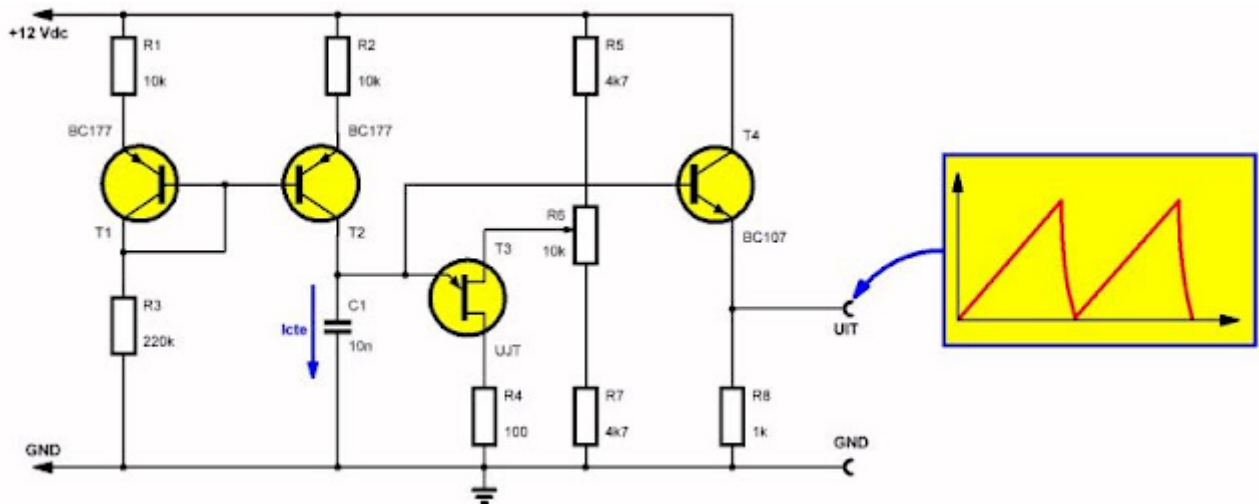 +12 Vdc
R1
10k
R2
10k
R5
4k7
BC177
BC177
T4
T1
T2
R6
10k
T3
BC107
R3
220k
Icte
C1
10n
UJT
UIT
R4
100
R7
4k7
R8
1k
GND
GND